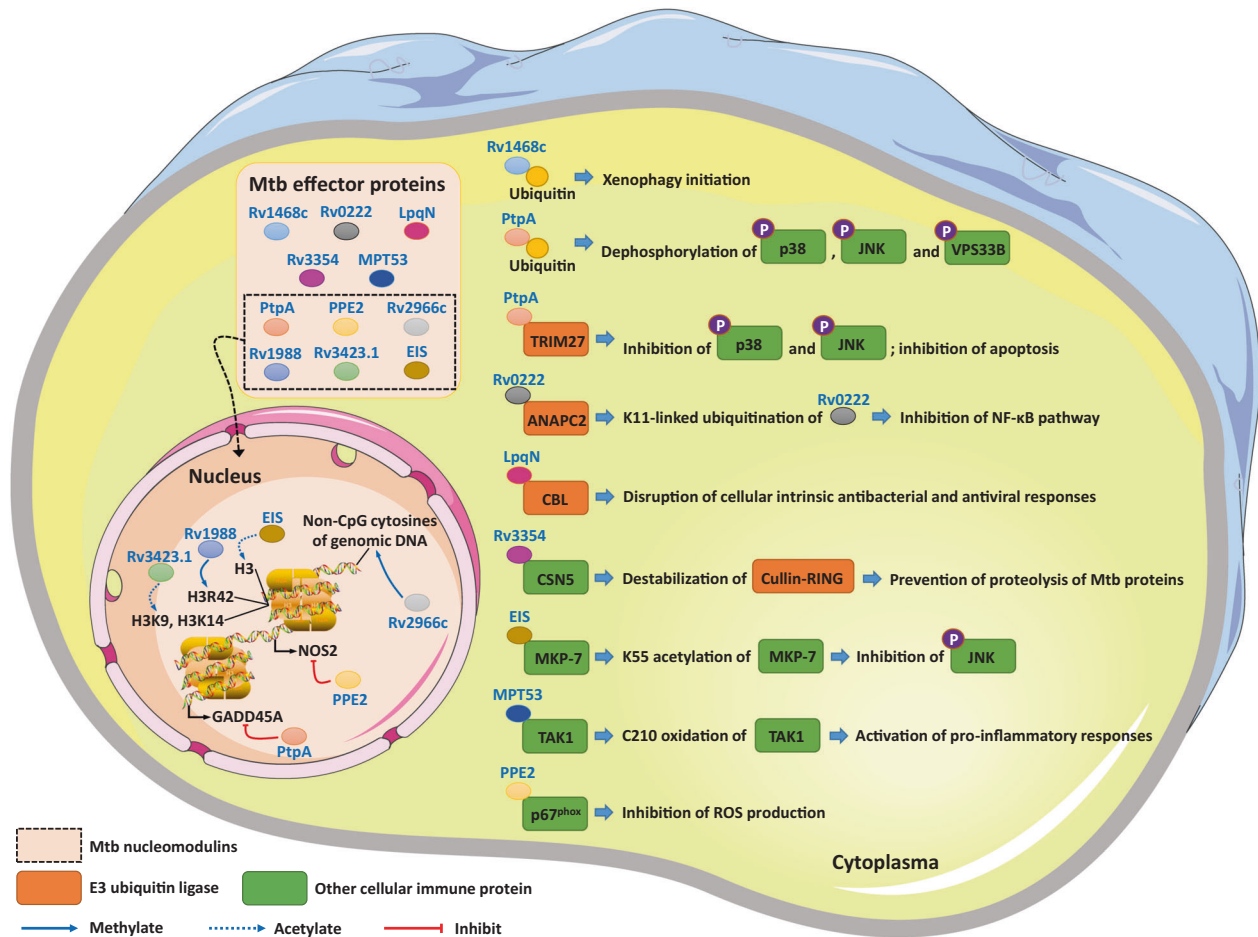 Mtb effector proteins
Rv1468c Rv0222 LpqN
Rv3354 MPT53
PtpA PPE2 Rv2966c
Rv1988 Rv3423.1 EIS
Nucleus
Non-CpG cytosines
of genomic DNA
EIS
Rv1988
Rv3423.1
H3
H3R42
H3K9, H3K14
Rv2966c
NOS2
PPE2
GADD45A
PtpA
Rv1468c
Ubiquitin
Xenophagy initiation
PtpA
Ubiquitin
Dephosphorylation of P p38 , P JNK and P VPS33B
PtpA
TRIM27
Inhibition of P p38 and P JNK ; inhibition of apoptosis
Rv0222
ANAPC2
K11-linked ubiquitination of Rv0222 Inhibition of NF-κB pathway
LpqN
CBL
Disruption of cellular intrinsic antibacterial and antiviral responses
Rv3354
CSN5
Destabilization of Cullin-RING Prevention of proteolysis of Mtb proteins
EIS
MKP-7
K55 acetylation of MKP-7 Inhibition of P JNK
MPT53
TAK1
C210 oxidation of TAK1 Activation of pro-inflammatory responses
PPE2
p67phox
Inhibition of ROS production
Cytoplasma
Mtb nucleomodulins
E3 ubiquitin ligase Other cellular immune protein
Methylate Acetylate Inhibit